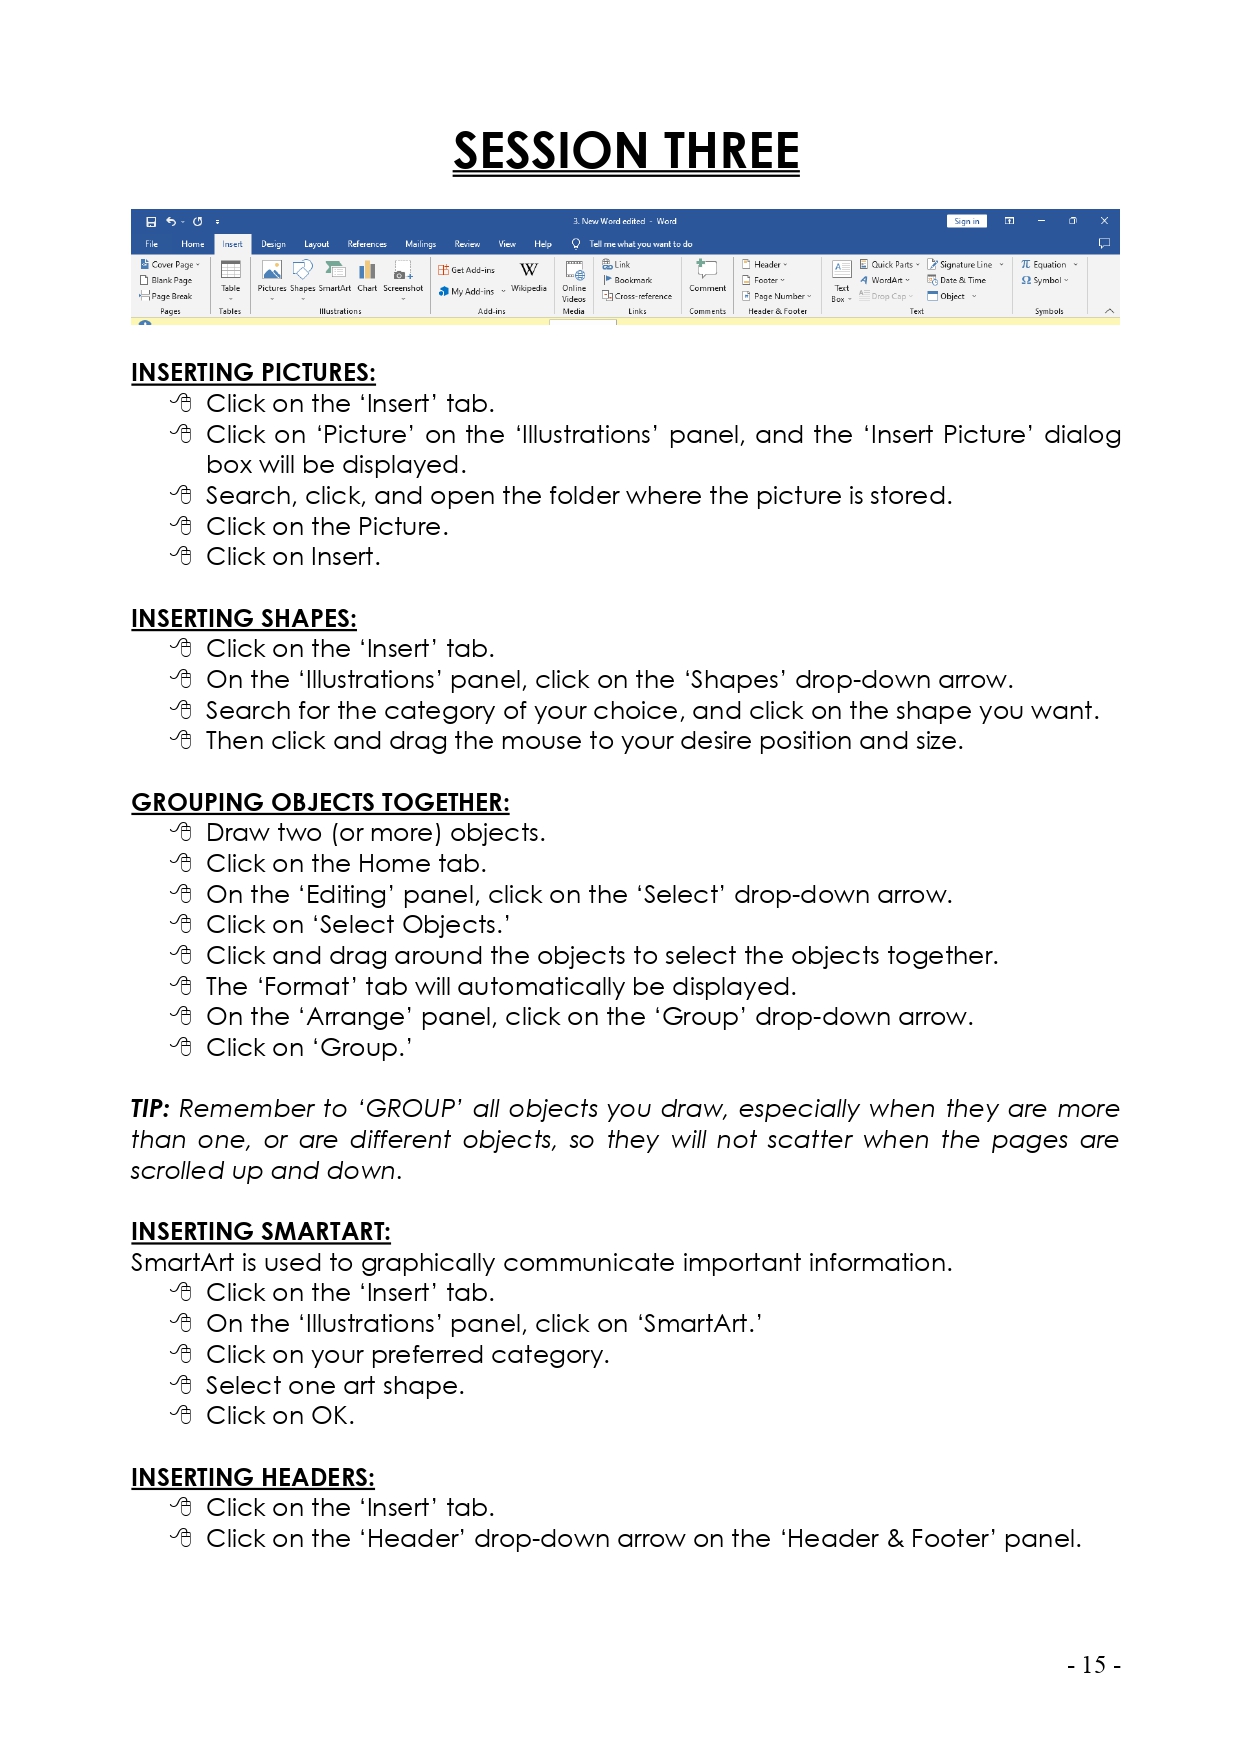 SESSION THREE
3. New Word edited - Word
Sign in
File Home Insert Design Layout References Mailings Review View Help Tell me what you want to do
Cover Page
Blank Page
Page Break
Pages
Table
Tables
Pictures Shapes SmartArt Chart Screenshot
Illustrations
Get Add-ins
My Add-ins
W
Wikipedia
Add-ins
Online
Videos
Media
Link
Bookmark
Cross-reference
Links
Comment
Comments
Header
Footer
Page Number
Header & Footer
Text
Box
Quick Parts
WordArt
Drop Cap
Signature Line
Date & Time
Object
Text
π Equation
Ω Symbol
Symbols
INSERTING PICTURES:
Click on the ‘Insert’ tab.
Click on ‘Picture’ on the ‘Illustrations’ panel, and the ‘Insert Picture’ dialog
box will be displayed.
Search, click, and open the folder where the picture is stored.
Click on the Picture.
Click on Insert.
INSERTING SHAPES:
Click on the ‘Insert’ tab.
On the ‘Illustrations’ panel, click on the ‘Shapes’ drop-down arrow.
Search for the category of your choice, and click on the shape you want.
Then click and drag the mouse to your desire position and size.
GROUPING OBJECTS TOGETHER:
Draw two (or more) objects.
Click on the Home tab.
On the ‘Editing’ panel, click on the ‘Select’ drop-down arrow.
Click on ‘Select Objects.’
Click and drag around the objects to select the objects together.
The ‘Format’ tab will automatically be displayed.
On the ‘Arrange’ panel, click on the ‘Group’ drop-down arrow.
Click on ‘Group.’
TIP: Remember to ‘GROUP’ all objects you draw, especially when they are more
than one, or are different objects, so they will not scatter when the pages are
scrolled up and down.
INSERTING SMARTART:
SmartArt is used to graphically communicate important information.
Click on the ‘Insert’ tab.
On the ‘Illustrations’ panel, click on ‘SmartArt.’
Click on your preferred category.
Select one art shape.
Click on OK.
INSERTING HEADERS:
Click on the ‘Insert’ tab.
Click on the ‘Header’ drop-down arrow on the ‘Header & Footer’ panel.
- 15 -